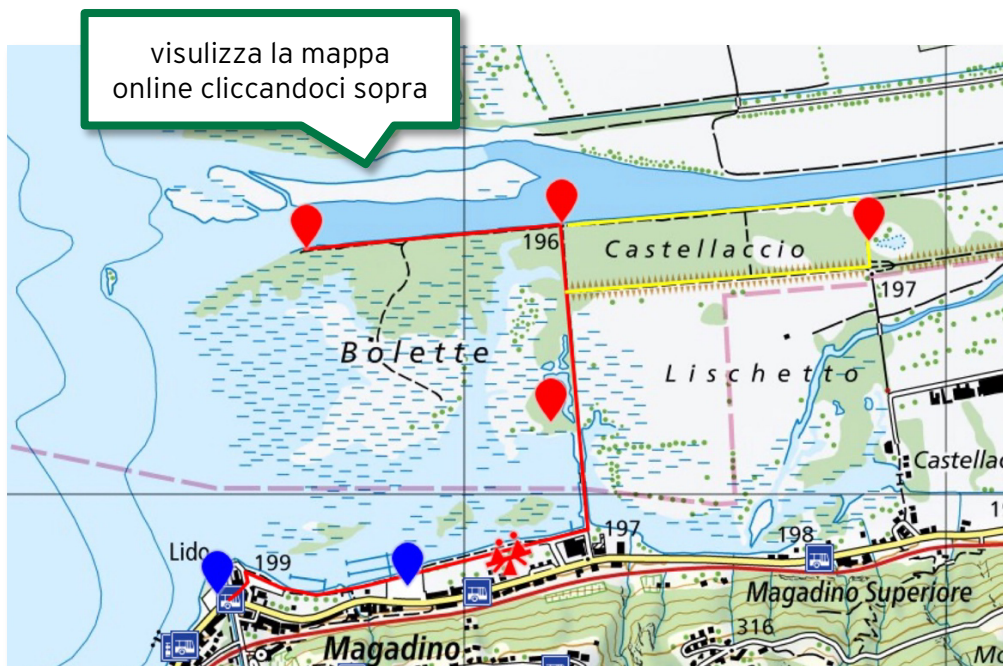 visulizza la mappa
online cliccandoci sopra
196
Castellaccio
197
Bolette
Lischetto
Castellac
Lido
199
197
198
19
Magadino Superiore
316
Magadino
M